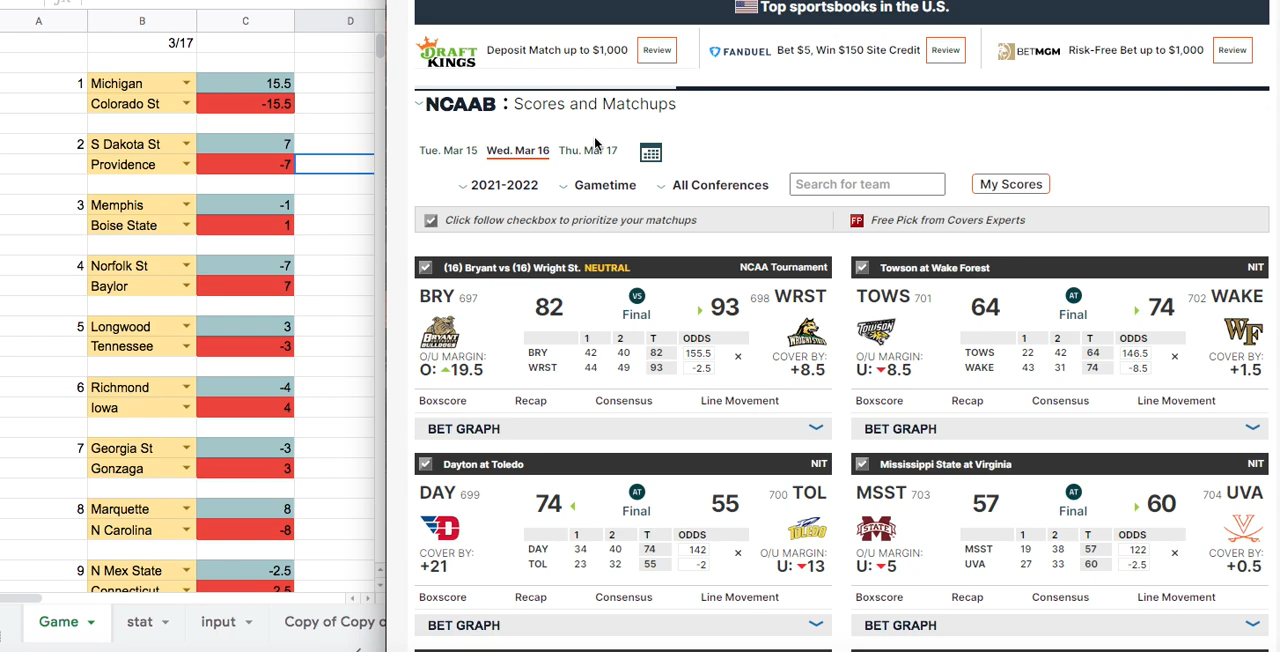 A B C D
3/17
1 Michigan 15.5
Colorado St -15.5
2 S Dakota St 7
Providence -7
3 Memphis -1
Boise State 1
4 Norfolk St -7
Baylor 7
5 Longwood 3
Tennessee -3
6 Richmond -4
Iowa 4
7 Georgia St -3
Gonzaga 3
8 Marquette 8
N Carolina -8
9 N Mex State -2.5
Connecticut 2.5
Game stat input Copy of Copy o
Top sportsbooks in the U.S.
DRAFT KINGS Deposit Match up to $1,000 Review
FANDUEL Bet $5, Win $150 Site Credit Review
BETMGM Risk-Free Bet up to $1,000 Review
NCAAB : Scores and Matchups
Tue. Mar 15 Wed. Mar 16 Thu. Mar 17
2021-2022 Gametime All Conferences Search for team My Scores
Click follow checkbox to prioritize your matchups FP Free Pick from Covers Experts
(16) Bryant vs (16) Wright St. NEUTRAL NCAA Tournament
BRY 697 82 VS Final 93 698 WRST
1 2 T ODDS
BRY 42 40 82 155.5
WRST 44 49 93 -2.5
O/U MARGIN: O: 19.5
COVER BY: +8.5
Boxscore Recap Consensus Line Movement
BET GRAPH
Towson at Wake Forest NIT
TOWS 701 64 AT Final 74 702 WAKE
1 2 T ODDS
TOWS 22 42 64 146.5
WAKE 43 31 74 -8.5
O/U MARGIN: U: 8.5
COVER BY: +1.5
Boxscore Recap Consensus Line Movement
BET GRAPH
Dayton at Toledo NIT
DAY 699 74 AT Final 55 700 TOL
1 2 T ODDS
DAY 34 40 74 142
TOL 23 32 55 -2
COVER BY: +21
O/U MARGIN: U: 13
Boxscore Recap Consensus Line Movement
BET GRAPH
Mississippi State at Virginia NIT
MSST 703 57 AT Final 60 704 UVA
1 2 T ODDS
MSST 19 38 57 122
UVA 27 33 60 -2.5
O/U MARGIN: U: 5
COVER BY: +0.5
Boxscore Recap Consensus Line Movement
BET GRAPH